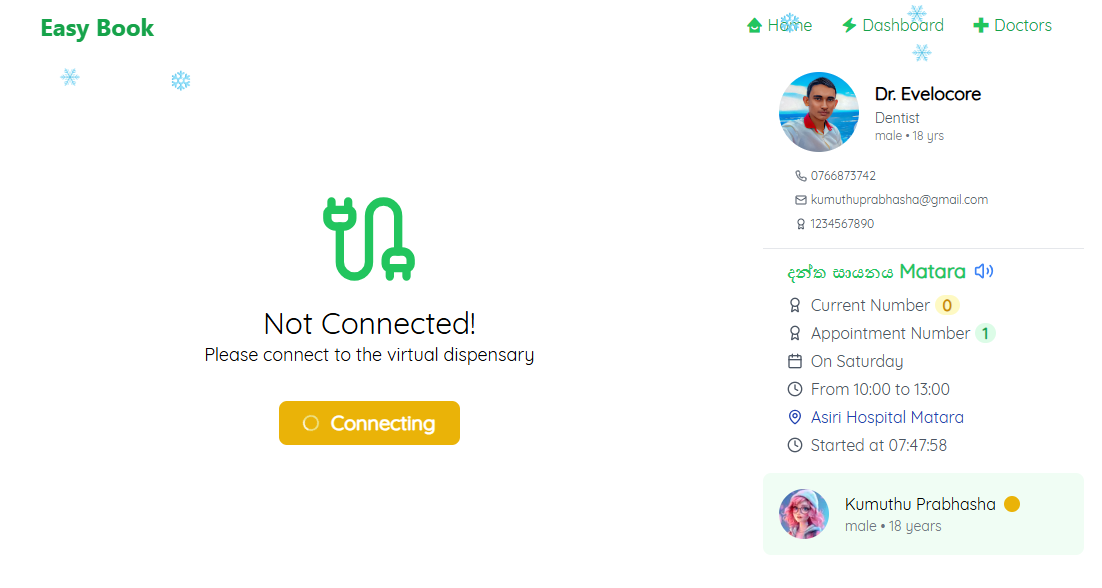 Easy Book
Home Dashboard Doctors
Dr. Evelocore
Dentist
male • 18 yrs
0766873742
kumuthuprabhasha@gmail.com
1234567890
දන්ත සායනය Matara
Current Number 0
Appointment Number 1
On Saturday
From 10:00 to 13:00
Asiri Hospital Matara
Started at 07:47:58
Kumuthu Prabhasha
male • 18 years
Not Connected!
Please connect to the virtual dispensary
Connecting